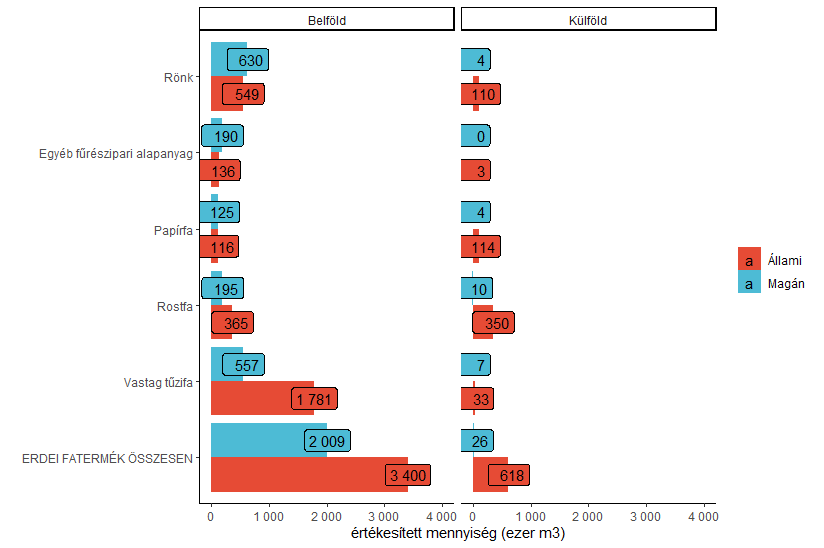 Belföld
Külföld
Rönk
630
4
549
110
Egyéb fűrészipari alapanyag
190
0
136
3
Papírfa
125
4
116
114
Rostfa
195
10
365
350
Vastag tűzifa
557
7
1 781
33
ERDEI FATERMÉK ÖSSZESEN
2 009
26
3 400
618
0 1 000 2 000 3 000 4 000
0 1 000 2 000 3 000 4 000
értékesített mennyiség (ezer m3)
a Állami
a Magán